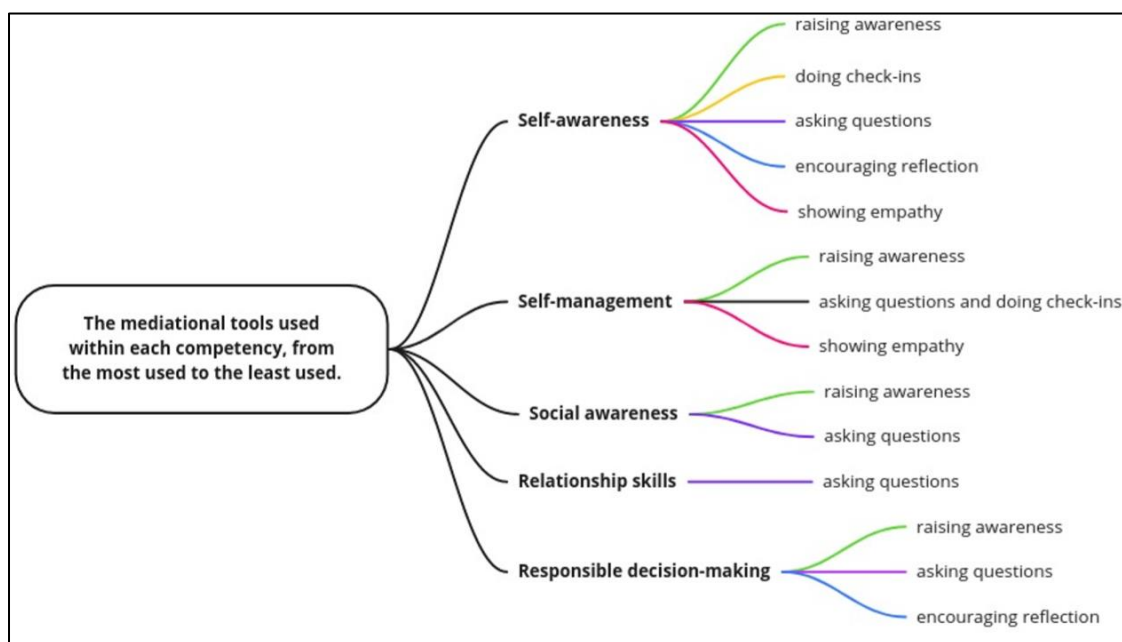 The mediational tools used
within each competency, from
the most used to the least used.
Self-awareness
raising awareness
doing check-ins
asking questions
encouraging reflection
showing empathy
Self-management
raising awareness
asking questions and doing check-ins
showing empathy
Social awareness
raising awareness
asking questions
Relationship skills
asking questions
Responsible decision-making
raising awareness
asking questions
encouraging reflection